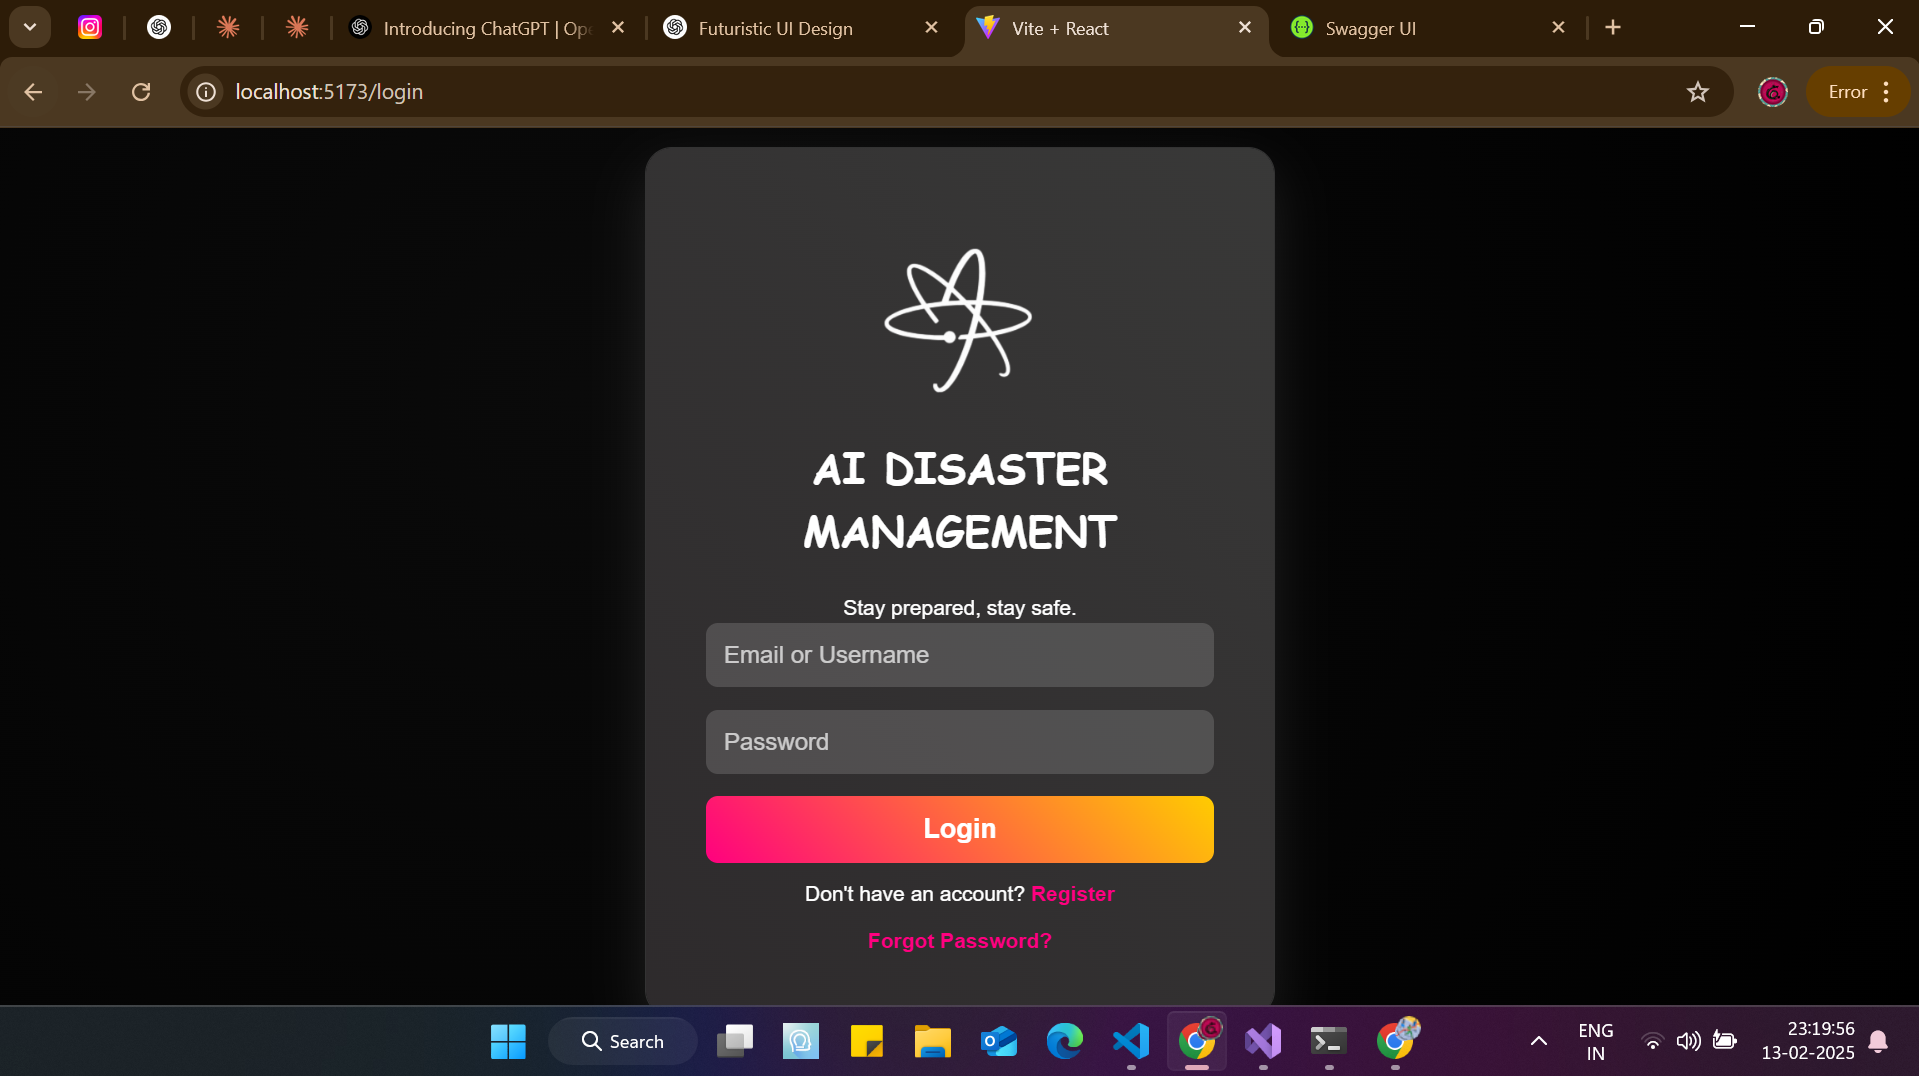 Introducing ChatGPT | Ope
Futuristic UI Design
Vite + React
Swagger UI
localhost:5173/login
Error
AI DISASTER
MANAGEMENT
Stay prepared, stay safe.
Email or Username
Password
Login
Don't have an account? Register
Forgot Password?
Search
ENG
IN
23:19:56
13-02-2025